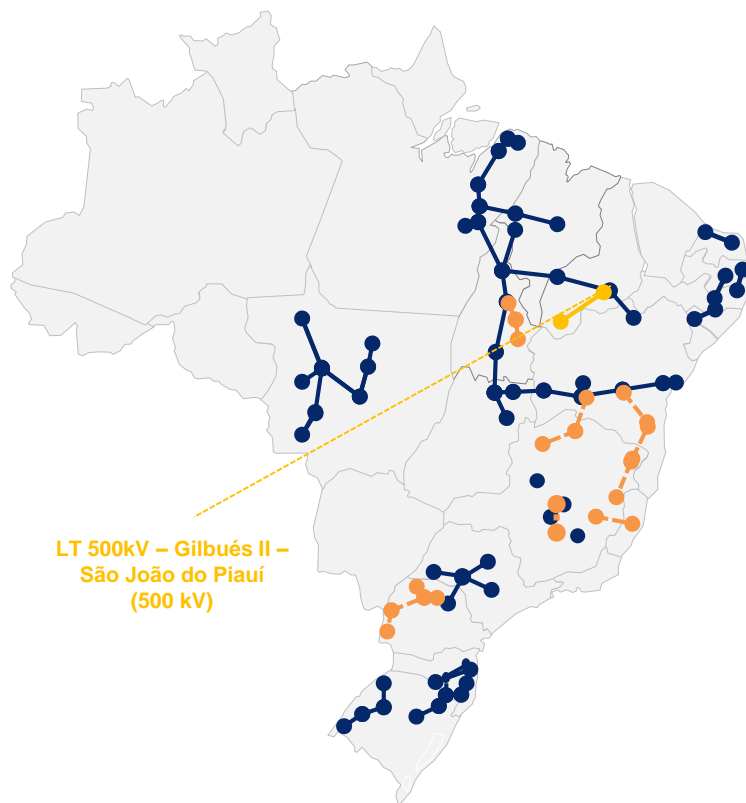 LT 500kV – Gilbués II –
São João do Piauí
(500 kV)